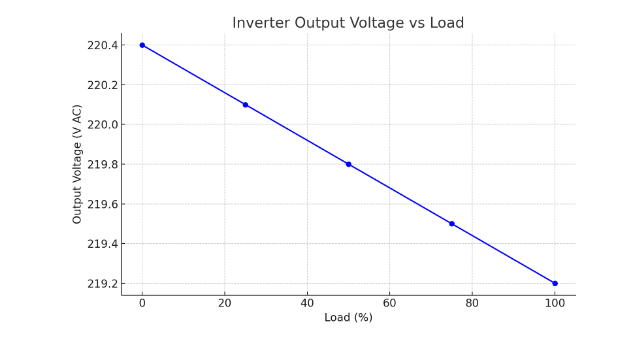 Inverter Output Voltage vs Load
Output Voltage (V AC)
220.4
220.2
220.0
219.8
219.6
219.4
219.2
0 20 40 60 80 100
Load (%)